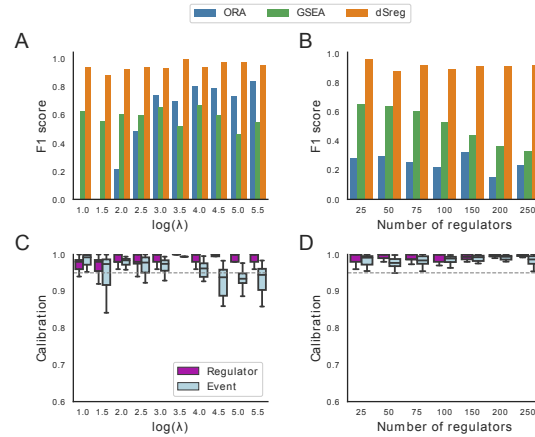 ORA GSEA dSreg
A
B
F1 score
1.0
0.8
0.6
0.4
0.2
0.0
1.0 1.5 2.0 2.5 3.0 3.5 4.0 4.5 5.0 5.5
log(λ)
F1 score
1.0
0.8
0.6
0.4
0.2
0.0
25 50 75 100 150 200 250
Number of regulators
C
D
Calibration
1.0
0.9
0.8
0.7
0.6
Regulator
Event
1.0 1.5 2.0 2.5 3.0 3.5 4.0 4.5 5.0 5.5
log(λ)
Calibration
1.0
0.9
0.8
0.7
0.6
25 50 75 100 150 200 250
Number of regulators